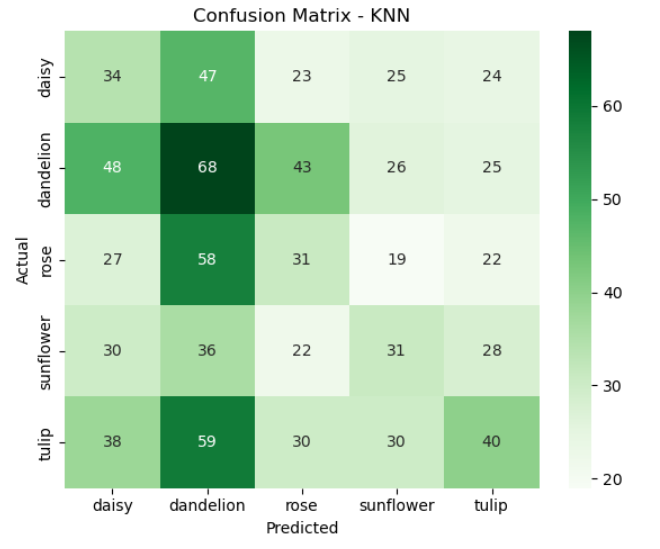 Confusion Matrix - KNN
Actual
daisy 34 47 23 25 24
dandelion 48 68 43 26 25
rose 27 58 31 19 22
sunflower 30 36 22 31 28
tulip 38 59 30 30 40
daisy dandelion rose sunflower tulip
Predicted
60
50
40
30
20